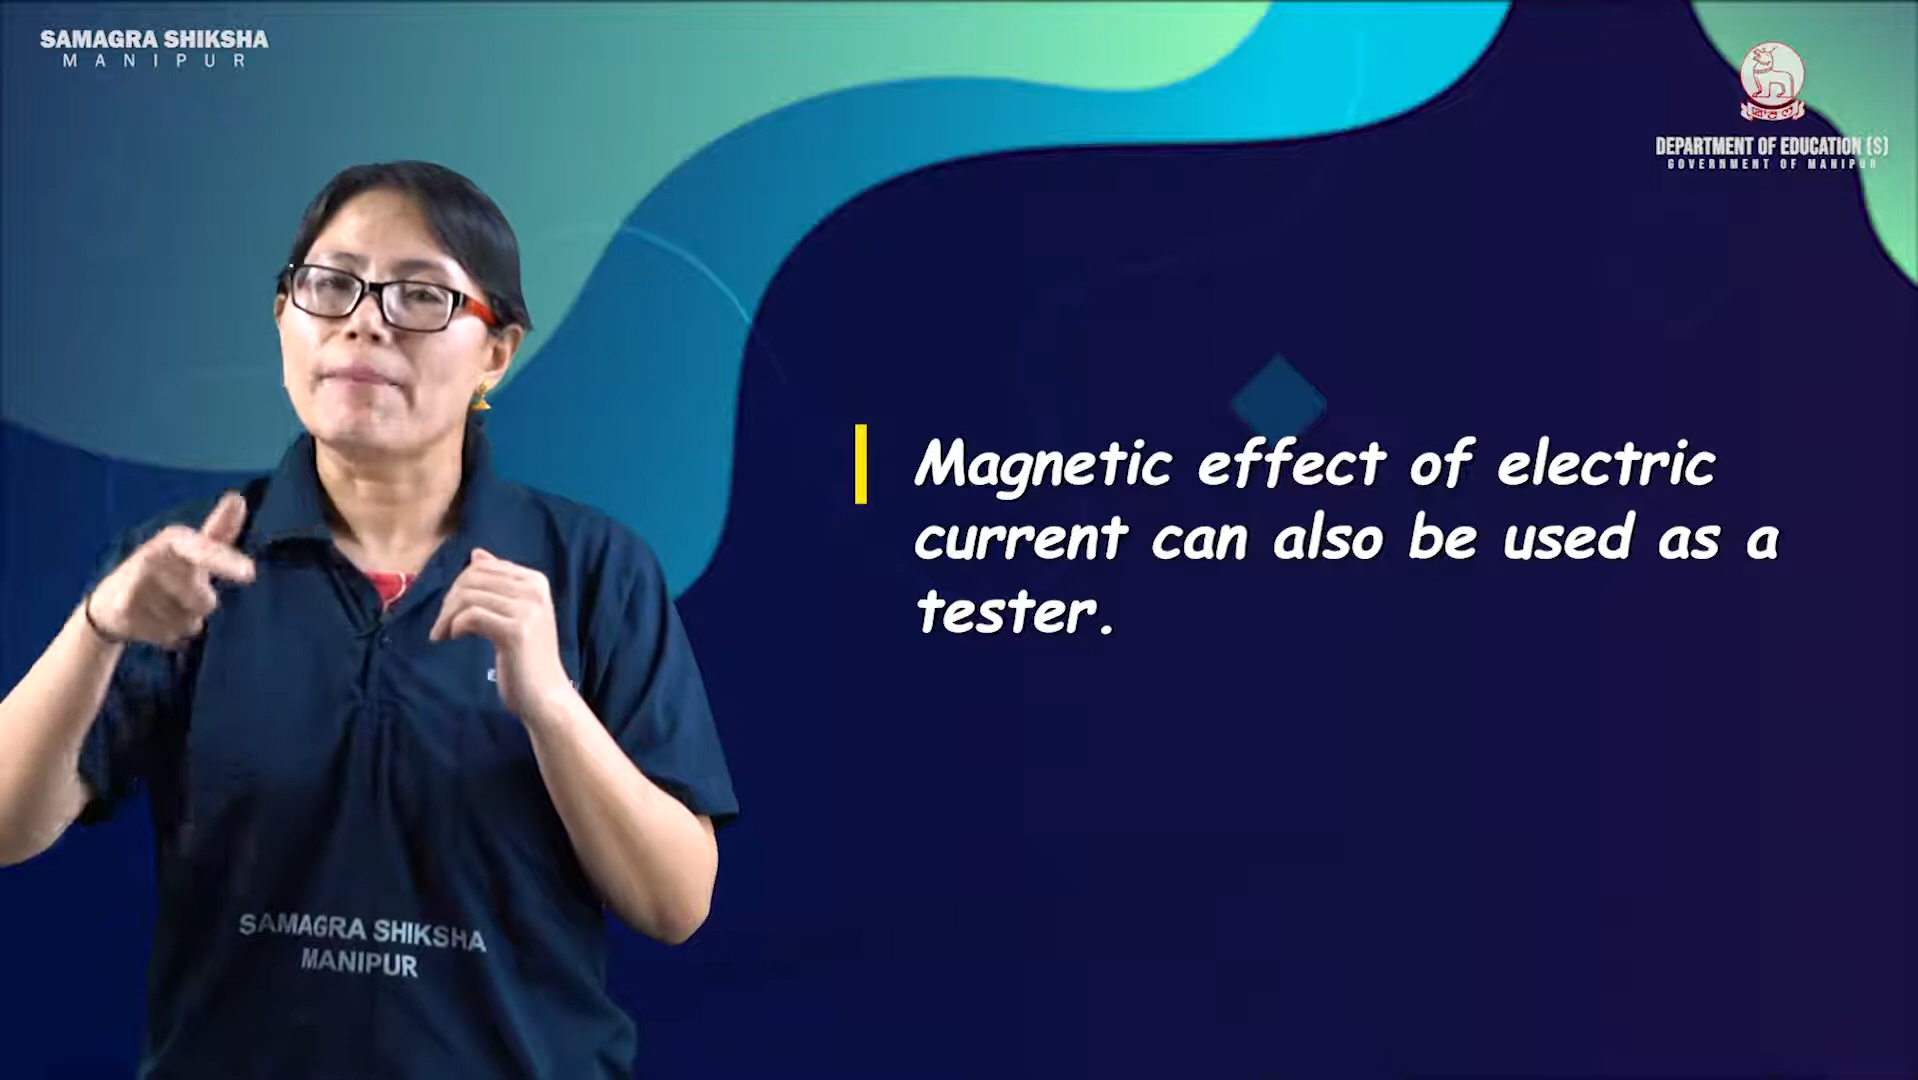 SAMAGRA SHIKSHA
MANIPUR
DEPARTMENT OF EDUCATION (S)
GOVERNMENT OF MANIPUR
Magnetic effect of electric
current can also be used as a
tester.
SAMAGRA SHIKSHA
MANIPUR